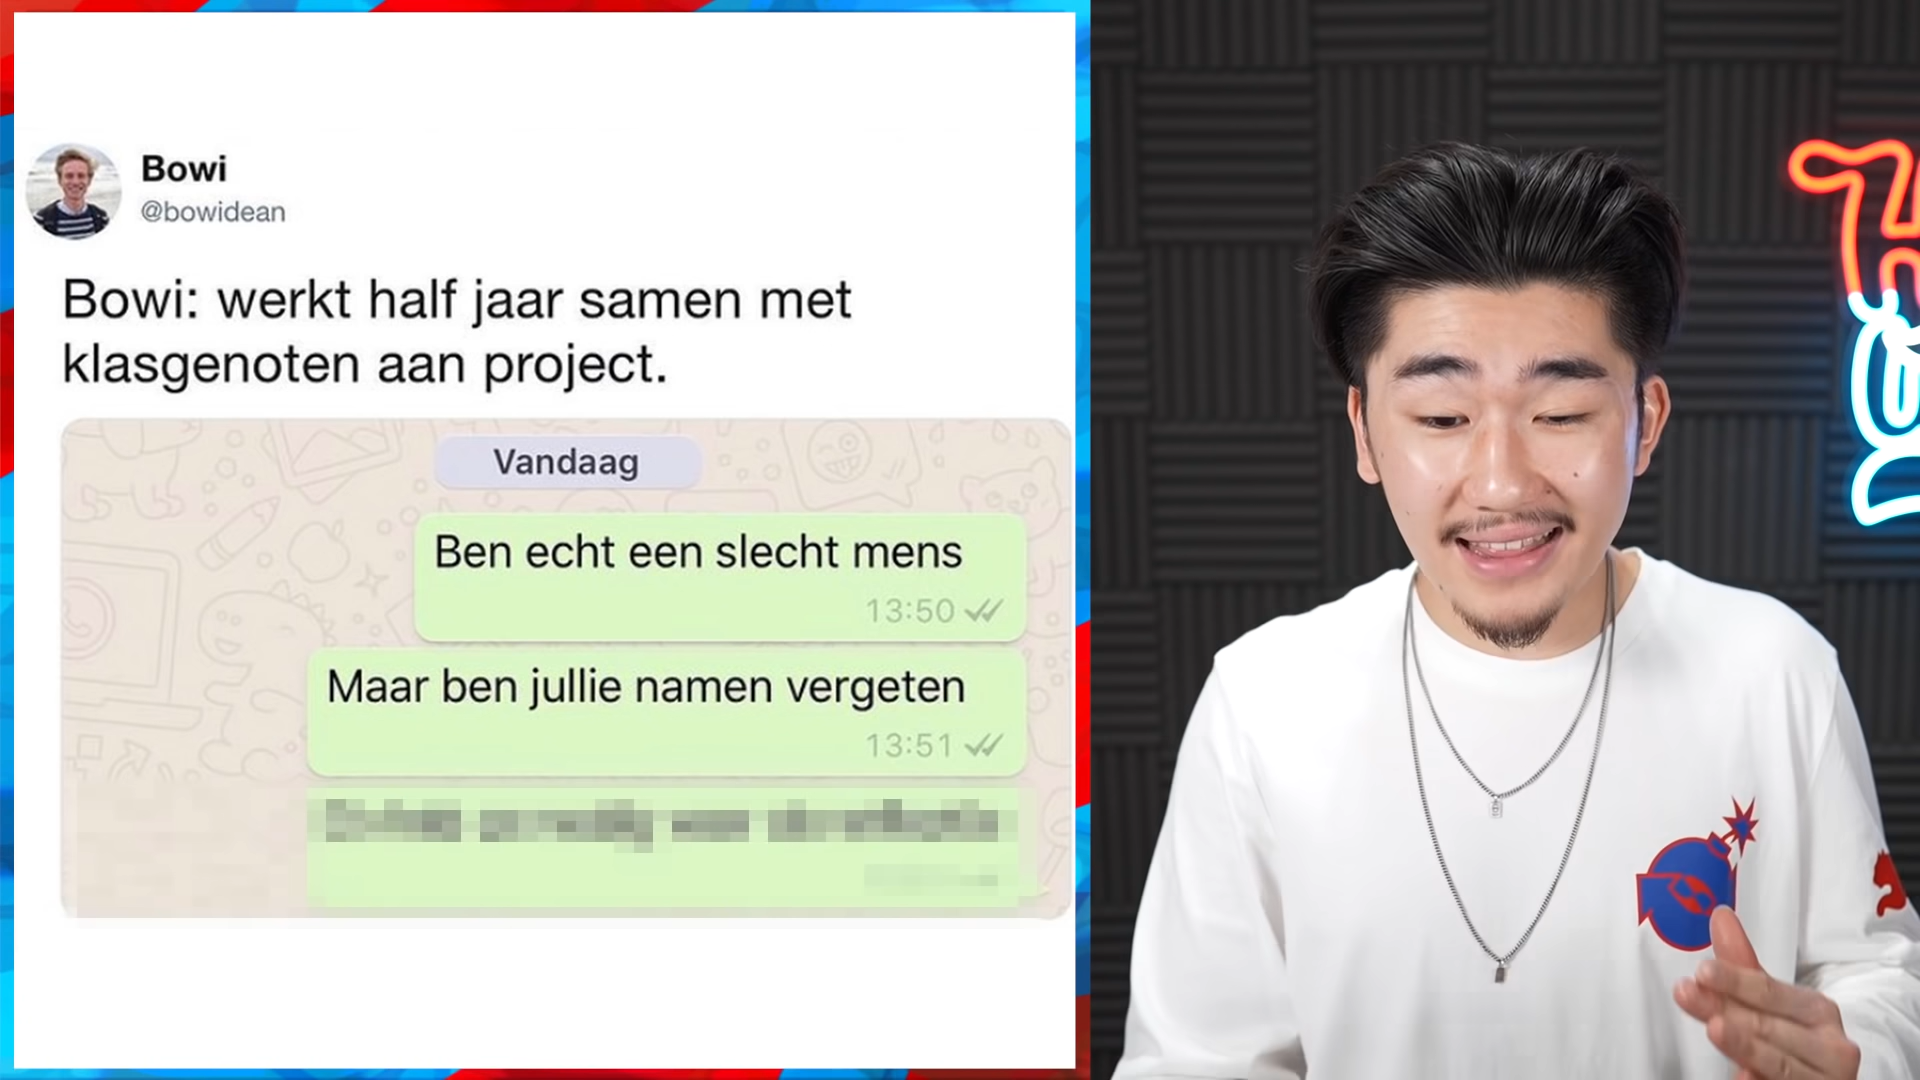 Bowi
@bowidean
Bowi: werkt half jaar samen met
klasgenoten aan project.
Vandaag
Ben echt een slecht mens
13:50
Maar ben jullie namen vergeten
13:51